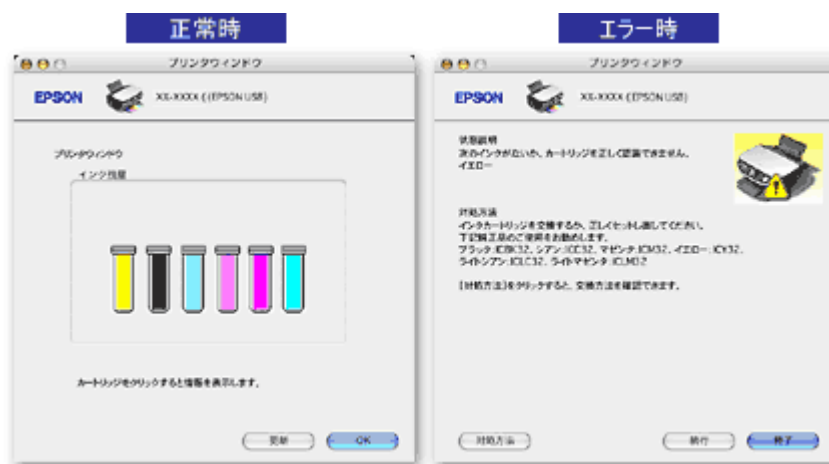 正常時
プリンタウィンドウ
EPSON
XX-XXXX (EPSON USB)
プリンタウィンドウ
インク残量
カートリッジをクリックすると情報を表示します。
更新
OK
エラー時
プリンタウィンドウ
EPSON
XX-XXXX (EPSON USB)
状態説明
次のインクがないか、カートリッジを正しく認識できません。
イエロー
対処方法
インクカートリッジを交換するか、正しくセットし直してください。
下記純正品のご使用をお勧めします。
ブラック:ICBK32、シアン:ICC32、マゼンタ:ICM32、イエロー:ICY32、
ライトシアン:ICLC32、ライトマゼンタ:ICLM32
[対処方法]をクリックすると、交換方法を確認できます。
対処方法
続行
終了